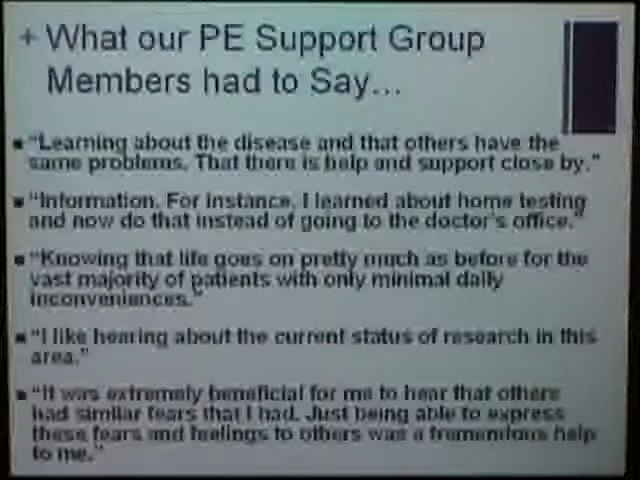 + What our PE Support Group
Members had to Say...
▪ "Learning about the disease and that others have the
same problems. That there is help and support close by."
▪ "Information. For instance, I learned about home testing
and now do that instead of going to the doctor's office."
▪ "Knowing that life goes on pretty much as before for the
vast majority of patients with only minimal daily
inconveniences."
▪ "I like hearing about the current status of research in this
area."
▪ "It was extremely beneficial for me to hear that others
had similar fears that I had. Just being able to express
these fears and feelings to others was a tremendous help
to me."